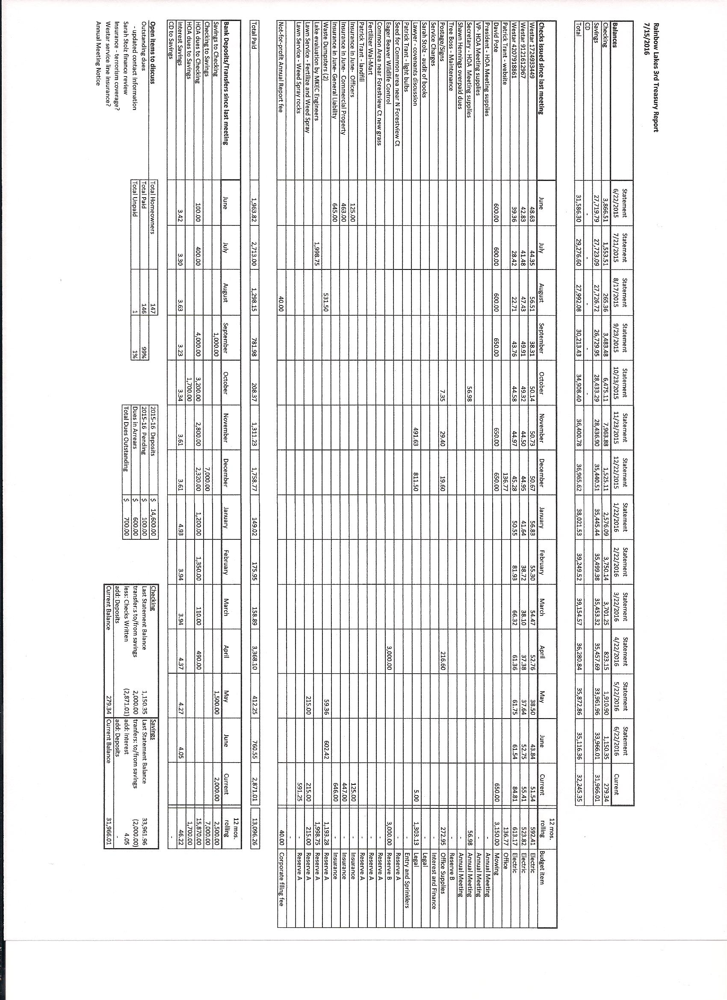 Rainbow Lakes 3rd Treasury Report
7/15/2016
Statement Statement Statement Statement Statement Statement Statement Statement Statement Statement Statement Statement Statement
Balances 6/22/2015 7/21/2015 8/17/2015 9/23/2015 10/23/2015 11/23/2015 12/22/2015 1/22/2016 2/22/2016 3/22/2016 4/22/2016 5/22/2016 6/22/2016 Current
Checking 3,866.51 1,553.51 265.36 3,483.48 6,475.11 7,963.88 1,525.11 2,576.09 3,750.14 3,701.25 823.15 1,910.90 1,150.35 279.34
Savings 27,719.79 27,723.09 27,726.72 26,729.95 28,433.29 28,436.90 35,440.51 35,445.44 35,499.38 35,453.32 35,457.69 33,961.96 33,966.01 31,966.01
CD - - - - -
Total 31,586.30 29,276.60 27,992.08 30,213.43 34,908.40 36,400.78 36,965.62 38,021.53 39,249.52 39,154.57 36,280.84 35,872.86 35,116.36 32,245.35
12 mos.
Checks issued since last meeting June July August September October November December January February March April May June Current rolling Budget item
Westar 1724933449 48.63 44.35 56.51 38.31 50.14 50.73 50.67 56.83 55.30 54.47 52.76 38.50 43.84 51.54 592.41 Electric
Westar 9121612967 42.83 41.48 47.43 49.91 49.32 44.50 44.95 41.64 38.72 38.10 37.38 37.64 52.75 55.41 523.82 Electric
Westar 4207918861 39.36 28.42 22.71 43.76 44.58 44.97 45.28 50.55 81.93 66.32 61.36 61.75 61.54 84.81 613.17 Electric
Patrick Trant - website 136.77 136.77 Office
David Pote 600.00 600.00 600.00 650.00 650.00 650.00 650.00 3,150.00 Mowing
President - HOA Meeting supplies - Annual Meeting
VP- HOA Meeting supplies - Annual Meeting
Secretary - HOA Meeting supplies 56.98 56.98 Annual Meeting
Shawn Hennings overpaid dues - Annual Meeting
Tree Boss - Maintenance - Reserve B
Postage/Signs 7.35 29.40 19.60 216.60 272.95 Office Supplies
Service Charges - Interest and Finance
Sarah Stolz - audit of books - Legal
Lawyer - covenants discussion 491.63 811.50 5.00 1,303.13 Legal
Patrick Trant - light bulbs - Entry and Sprinklers
Seed for Common area near N Forestview Ct - Reserve A
Eager Beaver Wildlife Control 3,000.00 3,000.00 Reserve B
Common Area near Forestview Ct new grass - Reserve A
Fertilizer Wal-Mart - Reserve A
Patrick Trant - landfill - Reserve A
Insurance in June- Officers 125.00 125.00 - Insurance
Insurance in June- Commercial Property 463.00 447.00 - Insurance
Insurance in June- General Liability 645.00 646.00 - Insurance
Waste Dumpsters (2) 531.50 59.36 602.42 1,193.28 Reserve A
Lake evaluation by MKEC Engineers 1,998.75 1,998.75 Reserve A
Lawn Service - Fertilize and Weed Spray 215.00 215.00 215.00 Reserve A
Lawn Service - Weed Spray rocks 591.25 - Reserve A
-
Not-for-profit Annual Report fee 40.00 40.00 Corporate filing fee
Total Paid 1,963.82 2,713.00 1,298.15 781.98 208.37 1,311.23 1,758.77 149.02 175.95 158.89 3,368.10 412.25 760.55 2,871.01 13,096.26
12 mos.
Bank Deposits/Transfers since last meeting June July August September October November December January February March April May June Current rolling
Savings to Checking 1,000.00 1,500.00 2,000.00 2,500.00
Checking to Savings 7,000.00 7,000.00
HOA dues to Checking 100.00 400.00 4,000.00 3,200.00 2,800.00 2,320.00 1,200.00 1,350.00 110.00 490.00 15,870.00
HOA dues to Savings 1,700.00 1,700.00
Interest Savings 3.42 3.30 3.63 3.23 3.34 3.61 3.61 4.93 3.94 3.94 4.37 4.27 4.05 46.22
CD to Savings -
Open items to discuss Total Homeowners 147 2015-16 Deposits $ 14,600.00 Checking Savings
Outstanding dues Total Paid 146 99% 2015-16 Pending $ 100.00 Last Statement Balance 1,150.35 Last Statement Balance 33,961.96
- updated contact information Total Unpaid 1 1% Dues in Arrears $ 600.00 transfer:s to/from savings 2,000.00 tranfers: to/from savings (2,000.00)
Sarah Stolz finance review Total Dues Outstanding $ 700.00 less: Checks Written (2,871.01) add: interest 4.05
Insurance - terrorism coverage? add: Deposits add: Deposits -
Westar service line insurance? Current Balance 279.34 Current Balance 31,966.01
Annual Meeting Notice